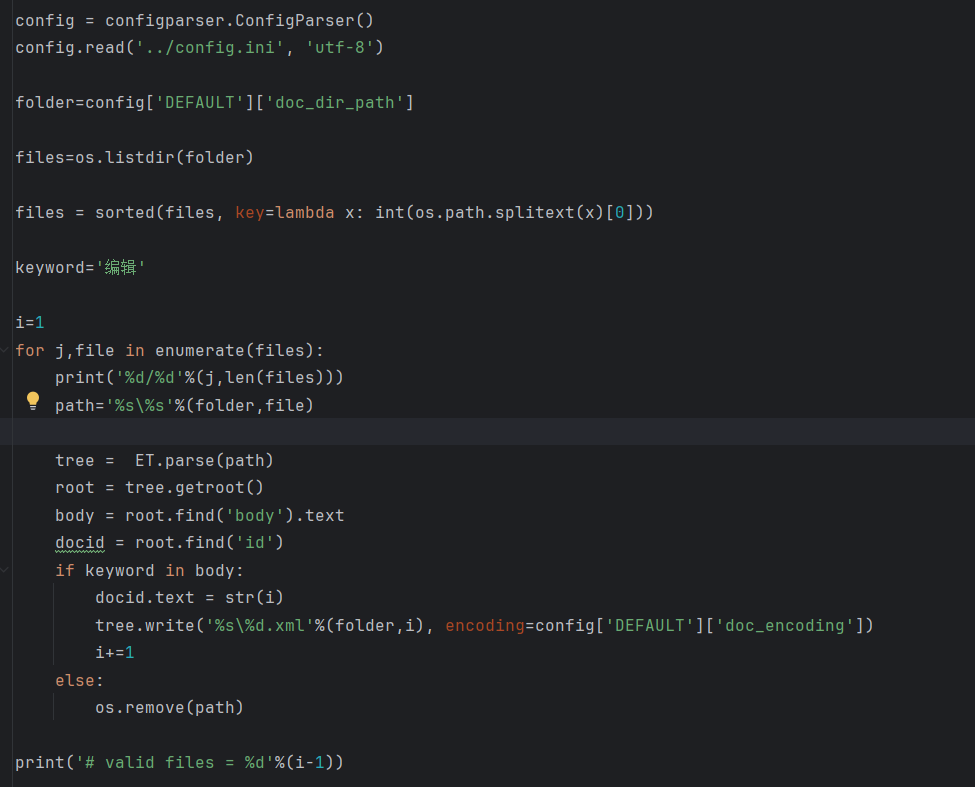 config = configparser.ConfigParser()
config.read('../config.ini', 'utf-8')
folder=config['DEFAULT']['doc_dir_path']
files=os.listdir(folder)
files = sorted(files, key=lambda x: int(os.path.splitext(x)[0]))
keyword='编辑'
i=1
for j,file in enumerate(files):
    print('%d/%d'%(j,len(files)))
    path='%s\%s'%(folder,file)
    tree =  ET.parse(path)
    root = tree.getroot()
    body = root.find('body').text
    docid = root.find('id')
    if keyword in body:
        docid.text = str(i)
        tree.write('%s\%d.xml'%(folder,i), encoding=config['DEFAULT']['doc_encoding'])
        i+=1
    else:
        os.remove(path)
print('# valid files = %d'%(i-1))